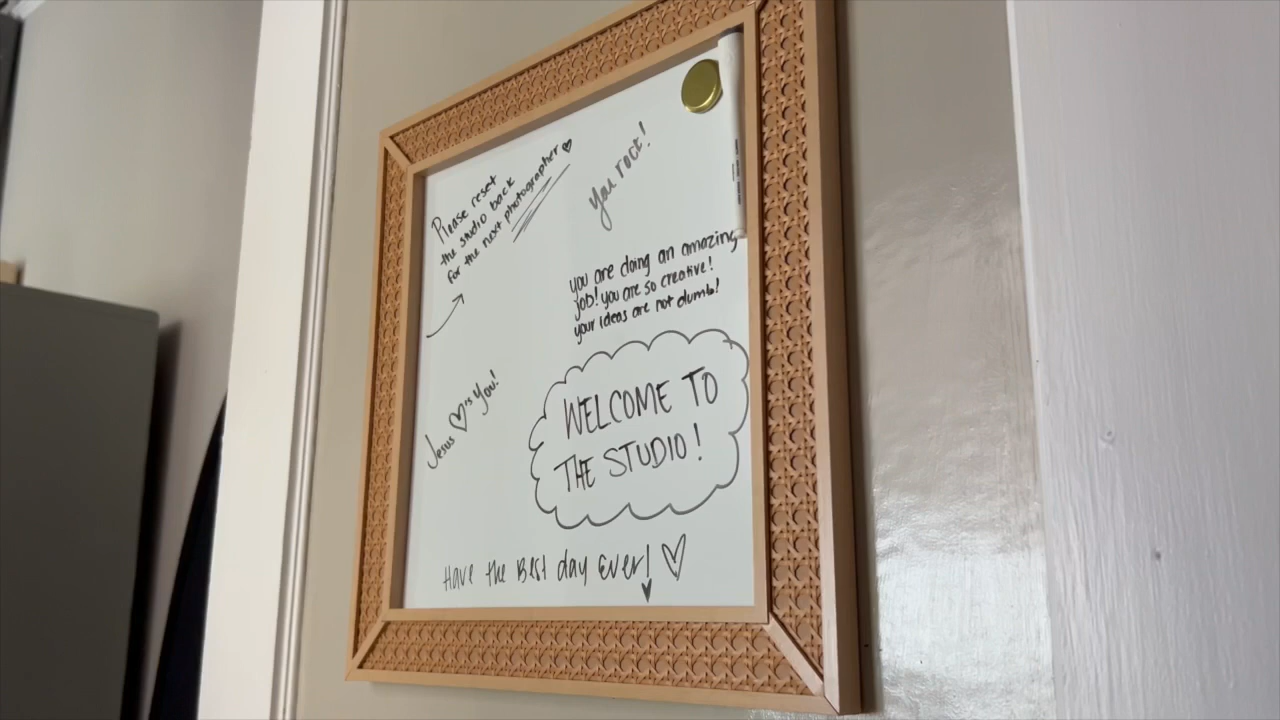 Please reset
the studio back
for the next photographer ♡
you rock!
you are doing an amazing
job! you are so creative!
your ideas are not dumb!
WELCOME TO
THE STUDIO!
Jesus ♡'s you!
Have the Best day Ever! ♡